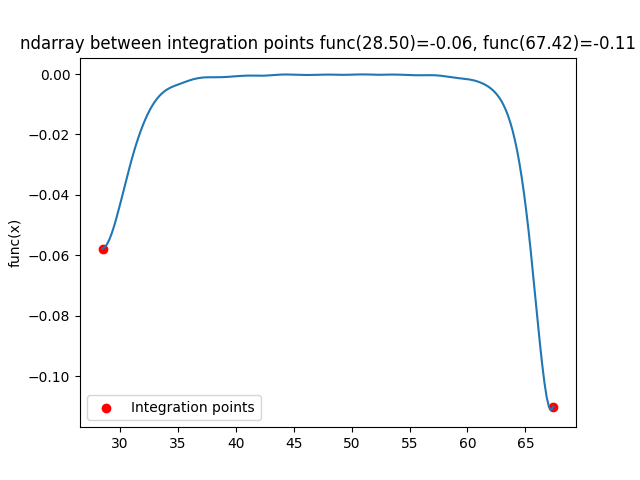 ndarray between integration points func(28.50)=-0.06, func(67.42)=-0.11
0.00
−0.02
−0.04
−0.06
−0.08
−0.10
func(x)
Integration points
30 35 40 45 50 55 60 65